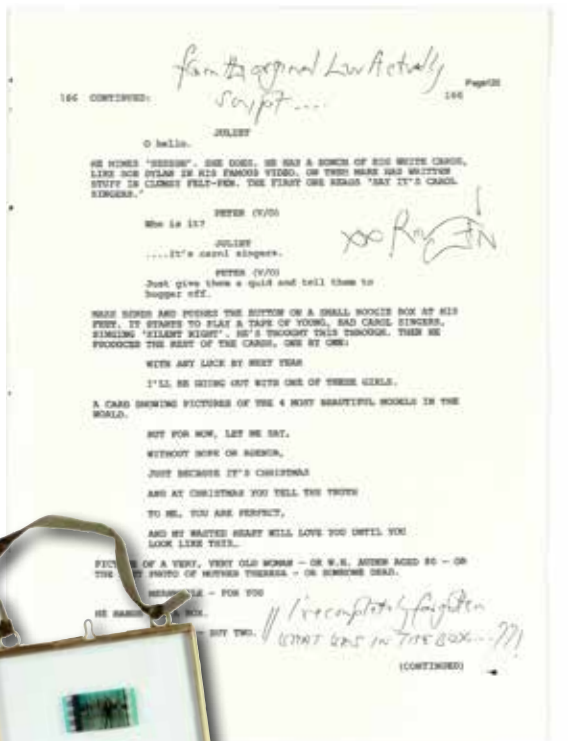 from the original Love Actually
script....
Page120
166 CONTINUED: 166
JULIET
O hello.
HE MIMES 'SSSSSH'. SHE DOES. HE HAS A BUNCH OF BIG WHITE CARDS,
LIKE BOB DYLAN IN HIS FAMOUS VIDEO. ON THEM MARK HAS WRITTEN
STUFF IN CLUMSY FELT-PEN. THE FIRST ONE READS 'SAY IT'S CAROL
SINGERS.'
PETER (V/O)
Who is it?
JULIET
....It's carol singers.
PETER (V/O)
Just give them a quid and tell them to
bugger off.
MARK BENDS AND PUSHES THE BUTTON ON A SMALL BOOGIE BOX AT HIS
FEET. IT STARTS TO PLAY A TAPE OF YOUNG, BAD CAROL SINGERS,
SINGING 'SILENT NIGHT'. HE'S THOUGHT THIS THROUGH. THEN HE
PRODUCES THE REST OF THE CARDS, ONE BY ONE:
WITH ANY LUCK BY NEXT YEAR
I'LL BE GOING OUT WITH ONE OF THESE GIRLS.
A CARD SHOWING PICTURES OF THE 4 MOST BEAUTIFUL MODELS IN THE
WORLD.
BUT FOR NOW, LET ME SAY,
WITHOUT HOPE OR AGENDA,
JUST BECAUSE IT'S CHRISTMAS
AND AT CHRISTMAS YOU TELL THE TRUTH
TO ME, YOU ARE PERFECT,
AND MY WASTED HEART WILL LOVE YOU UNTIL YOU
LOOK LIKE THIS..
OF A VERY, VERY OLD WOMAN - OR W.H. AUDEN AGED 80 - OR
THE PHOTO OF MOTHER THERESA - OR SOMEONE DEAD.
- FOR YOU
HE BOX.
- BUT TWO.
// I've completely forgotten
WHAT WAS IN THE BOX....??!
(CONTINUED)